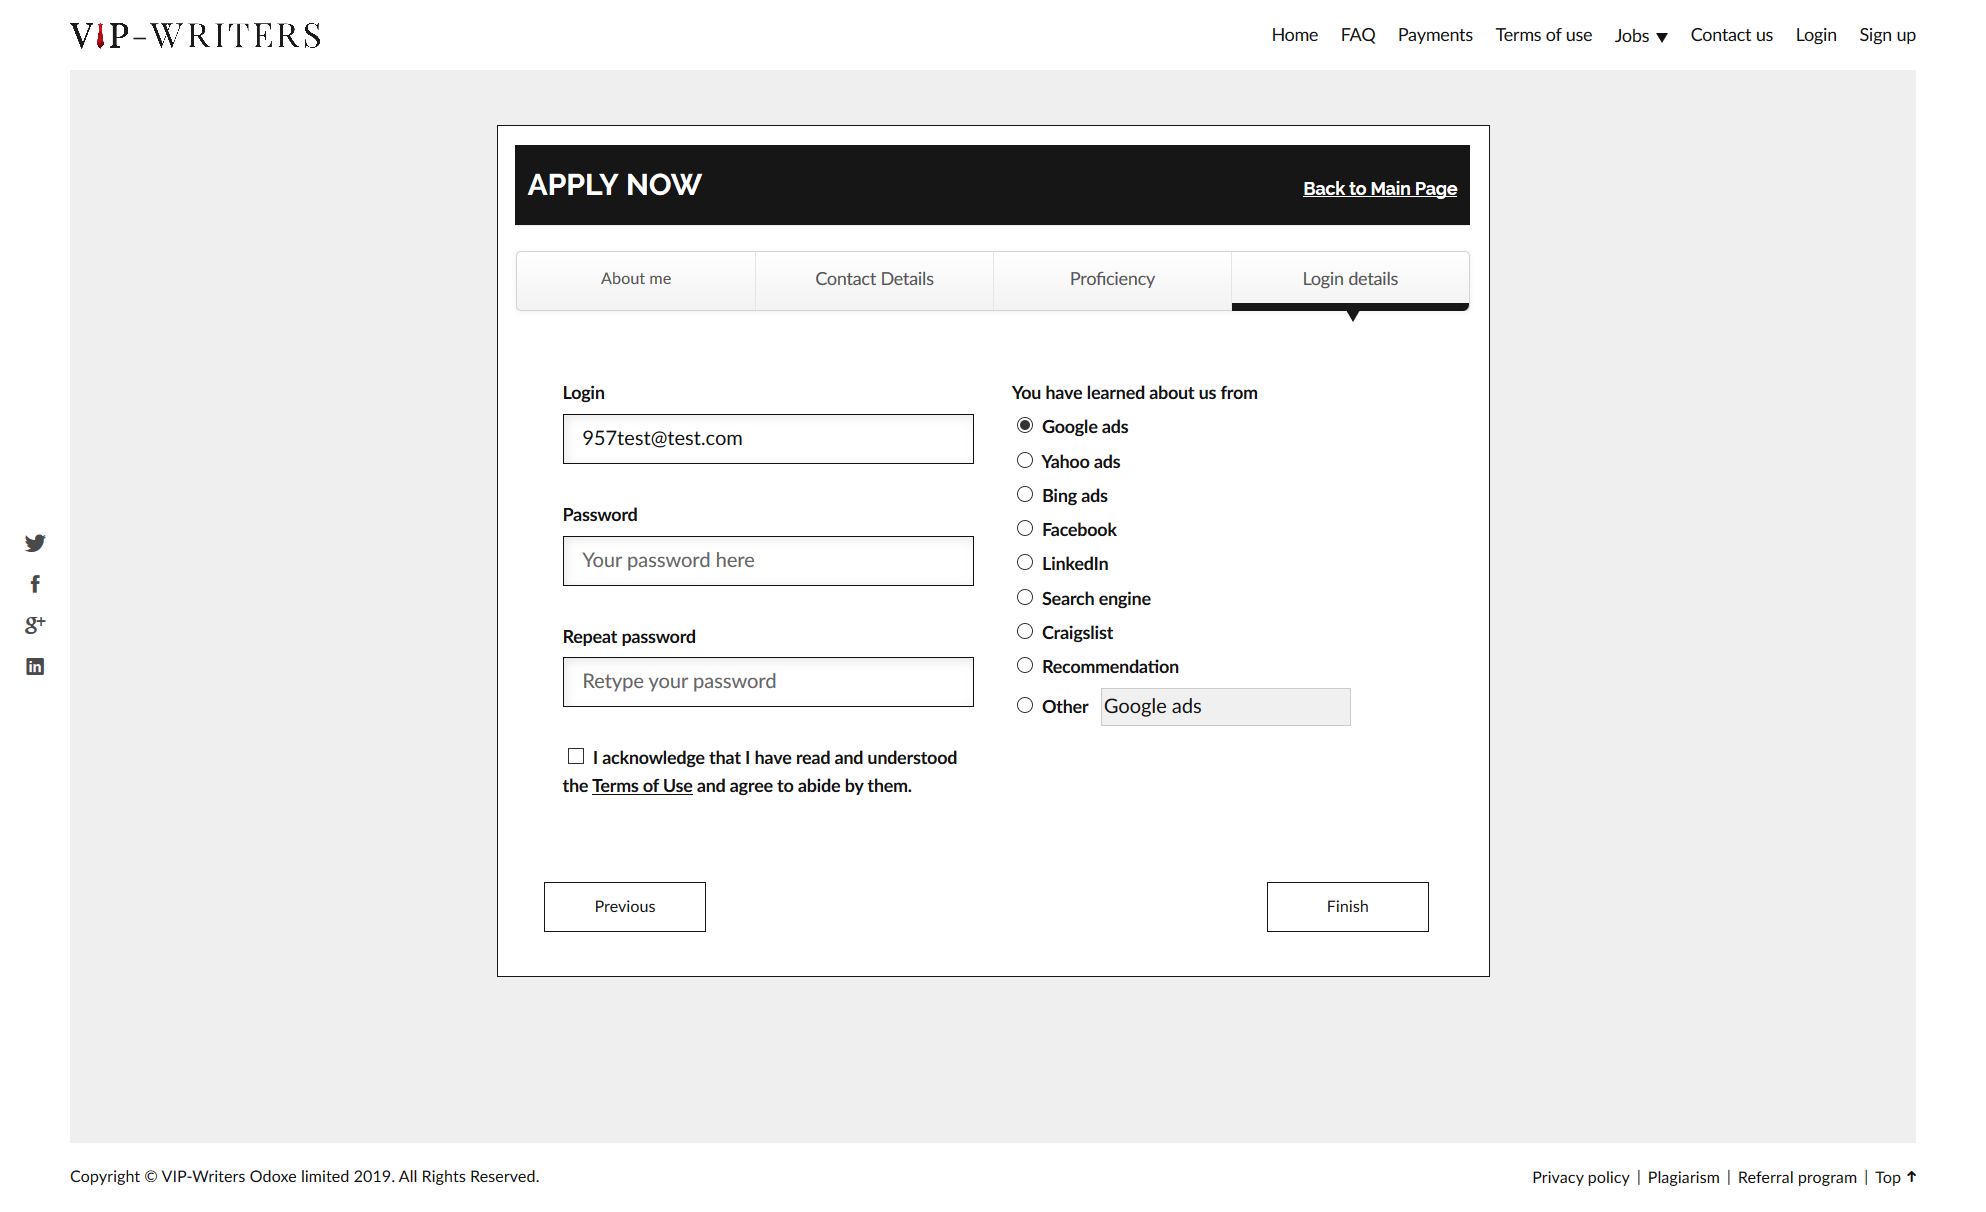 VIP-WRITERS
Home FAQ Payments Terms of use Jobs ▼ Contact us Login Sign up
APPLY NOW
Back to Main Page
About me Contact Details Proficiency Login details
Login
957test@test.com
Password
Your password here
Repeat password
Retype your password
I acknowledge that I have read and understood
the Terms of Use and agree to abide by them.
You have learned about us from
Google ads
Yahoo ads
Bing ads
Facebook
LinkedIn
Search engine
Craigslist
Recommendation
Other Google ads
Previous
Finish
Copyright © VIP-Writers Odoxe limited 2019. All Rights Reserved.
Privacy policy | Plagiarism | Referral program | Top